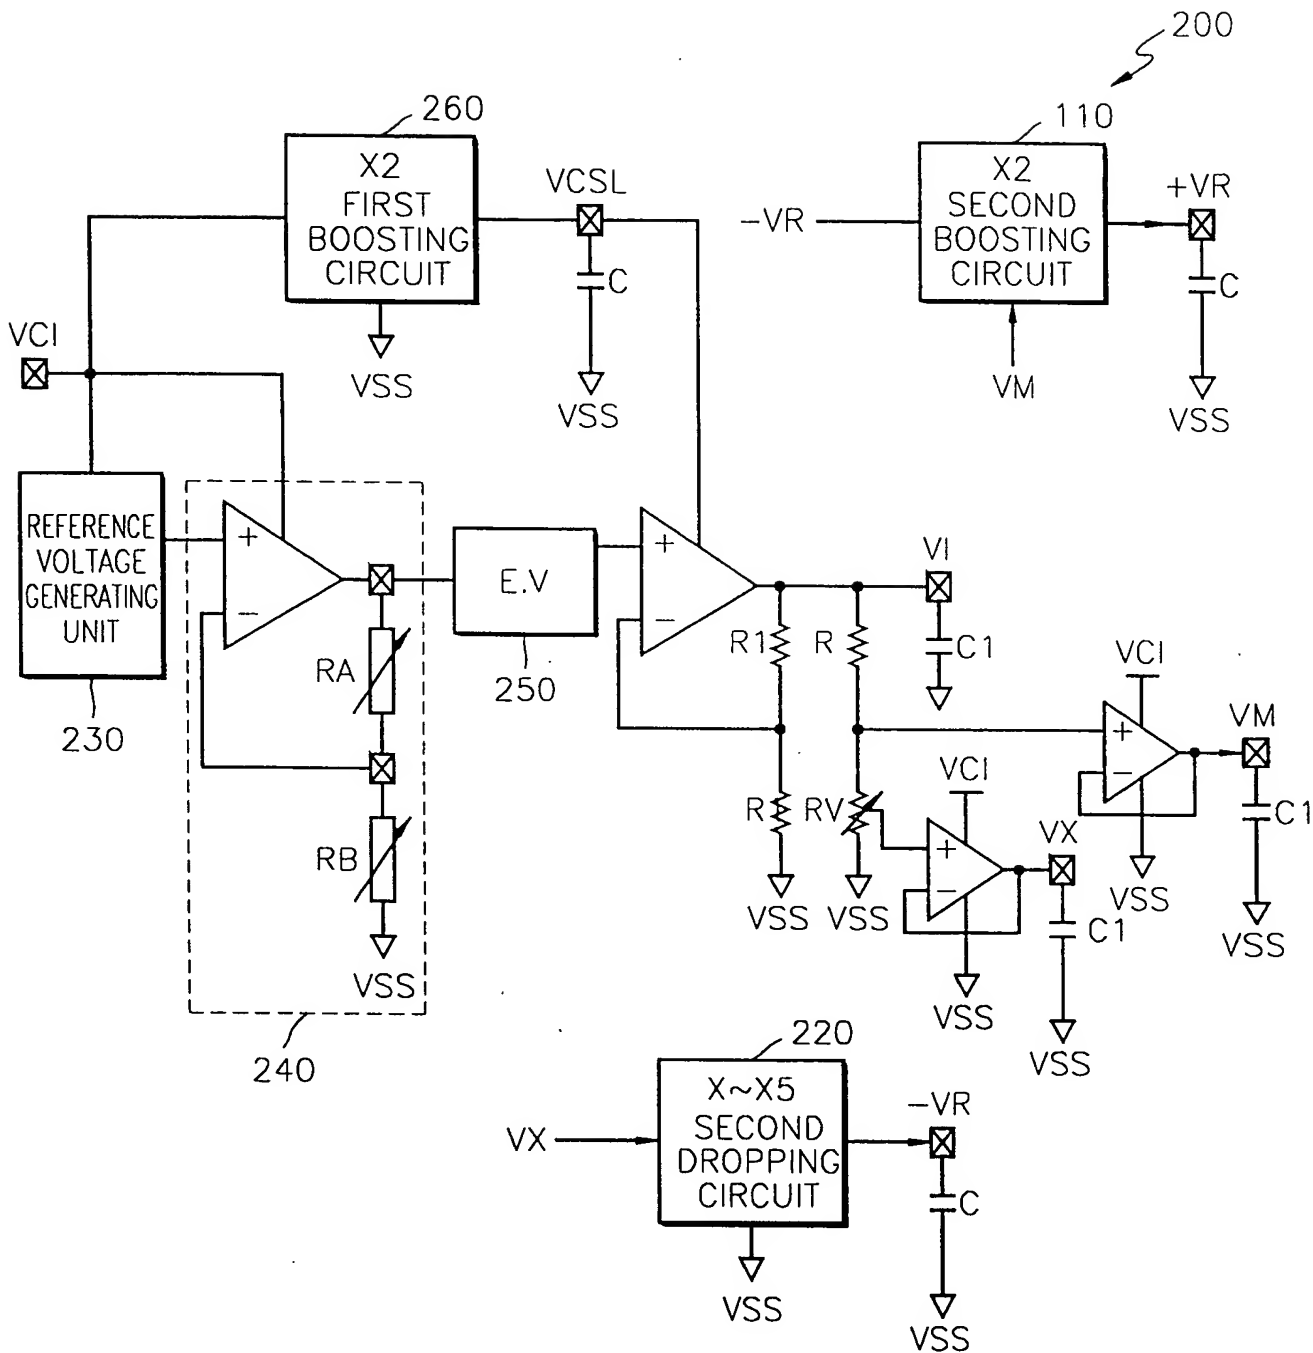 200
260
X2
FIRST
BOOSTING
CIRCUIT
VSS
VCSL
C
VSS
110
X2
SECOND
BOOSTING
CIRCUIT
-VR
+VR
VM
C
VSS
VCI
REFERENCE
VOLTAGE
GENERATING
UNIT
230
+
-
RA
RB
VSS
240
E.V
250
+
-
R1
R
VI
C1
R
RV
VSS
VSS
VCI
+
-
VM
C1
VSS
VSS
VCI
+
-
VX
C1
VSS
VSS
220
X~X5
SECOND
DROPPING
CIRCUIT
VX
-VR
C
VSS
VSS